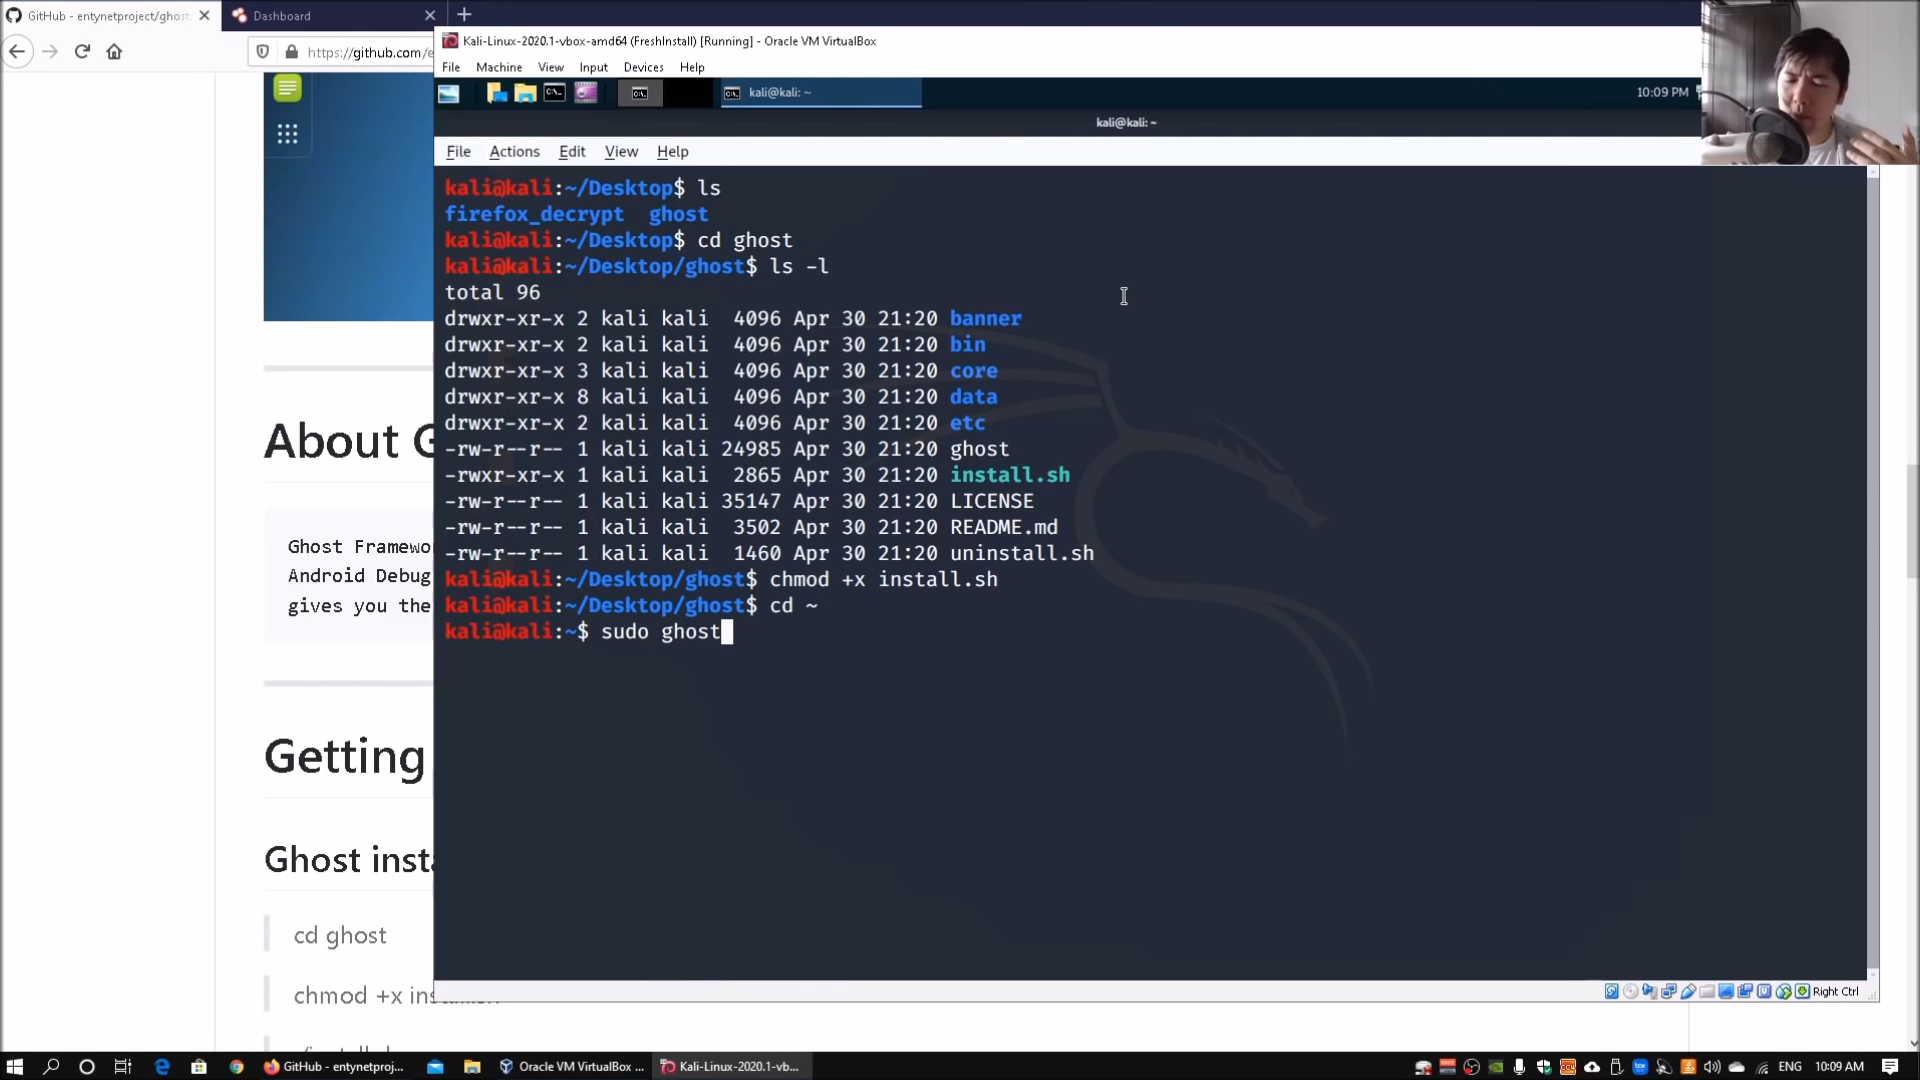 GitHub - entynetproject/ghost
Dashboard
https://github.com/e
Kali-Linux-2020.1-vbox-amd64 (FreshInstall) [Running] - Oracle VM VirtualBox
File Machine View Input Devices Help
kali@kali: ~
10:09 PM
kali@kali: ~
File Actions Edit View Help
kali@kali:~/Desktop$ ls
firefox_decrypt ghost
kali@kali:~/Desktop$ cd ghost
kali@kali:~/Desktop/ghost$ ls -l
total 96
drwxr-xr-x 2 kali kali 4096 Apr 30 21:20 banner
drwxr-xr-x 2 kali kali 4096 Apr 30 21:20 bin
drwxr-xr-x 3 kali kali 4096 Apr 30 21:20 core
drwxr-xr-x 8 kali kali 4096 Apr 30 21:20 data
drwxr-xr-x 2 kali kali 4096 Apr 30 21:20 etc
-rw-r--r-- 1 kali kali 24985 Apr 30 21:20 ghost
-rwxr-xr-x 1 kali kali 2865 Apr 30 21:20 install.sh
-rw-r--r-- 1 kali kali 35147 Apr 30 21:20 LICENSE
-rw-r--r-- 1 kali kali 3502 Apr 30 21:20 README.md
-rw-r--r-- 1 kali kali 1460 Apr 30 21:20 uninstall.sh
kali@kali:~/Desktop/ghost$ chmod +x install.sh
kali@kali:~/Desktop/ghost$ cd ~
kali@kali:~$ sudo ghost
About G
Ghost Framewo
Android Debug
gives you the
Getting
Ghost insta
cd ghost
chmod +x
Right Ctrl
GitHub - entynetproj...
Oracle VM VirtualBox ...
Kali-Linux-2020.1-vb...
ENG
10:09 AM